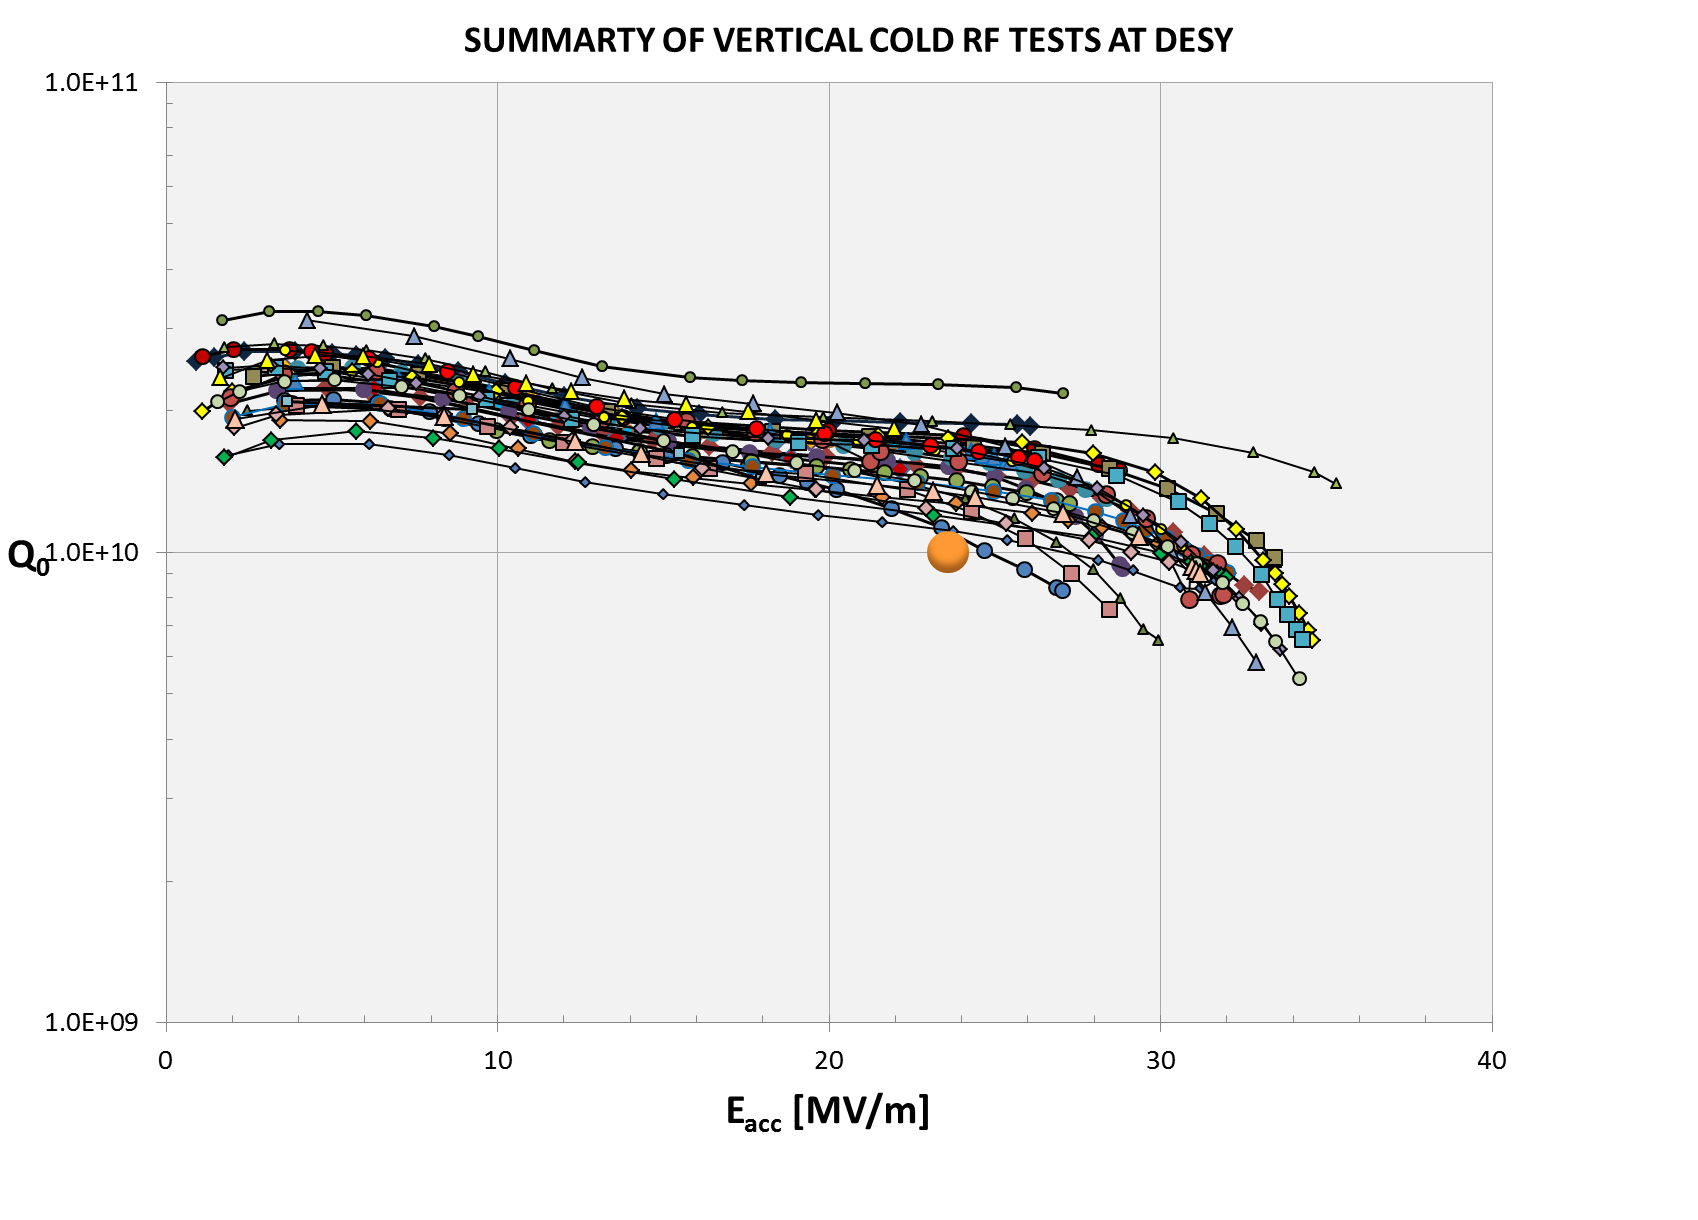 SUMMARTY OF VERTICAL COLD RF TESTS AT DESY
1.0E+11
Q0
1.0E+10
1.0E+09
0 10 20 30 40
Eacc [MV/m]